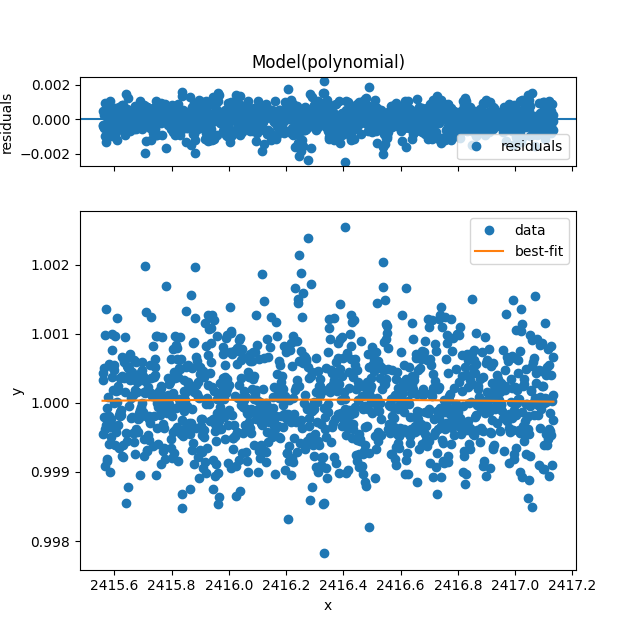 Model(polynomial)
residuals
0.002
0.000
−0.002
residuals
y
1.002
1.001
1.000
0.999
0.998
data
best-fit
2415.6 2415.8 2416.0 2416.2 2416.4 2416.6 2416.8 2417.0 2417.2
x